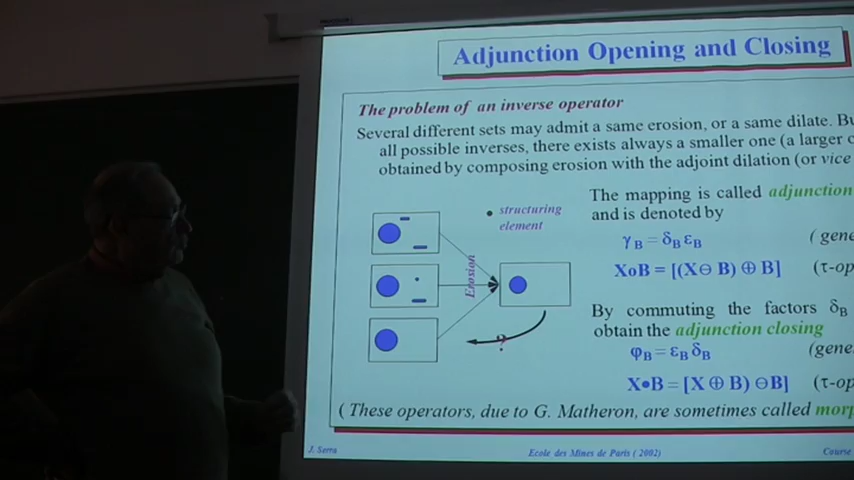 Adjunction Opening and Closing
The problem of an inverse operator
Several different sets may admit a same erosion, or a same dilate. Bu
all possible inverses, there exists always a smaller one (a larger o
obtained by composing erosion with the adjoint dilation (or vice
The mapping is called adjunction
and is denoted by
structuring
element
γB = δB εB
( gene
XoB = [(X⊖ B) ⊕ B]
(τ-op
Erosion
?
By commuting the factors δB
obtain the adjunction closing
φB = εB δB
(gene
X●B = [X ⊕ B) ⊖B]
(τ-op
( These operators, due to G. Matheron, are sometimes called morp
J. Serra
Ecole des Mines de Paris ( 2002)
Course